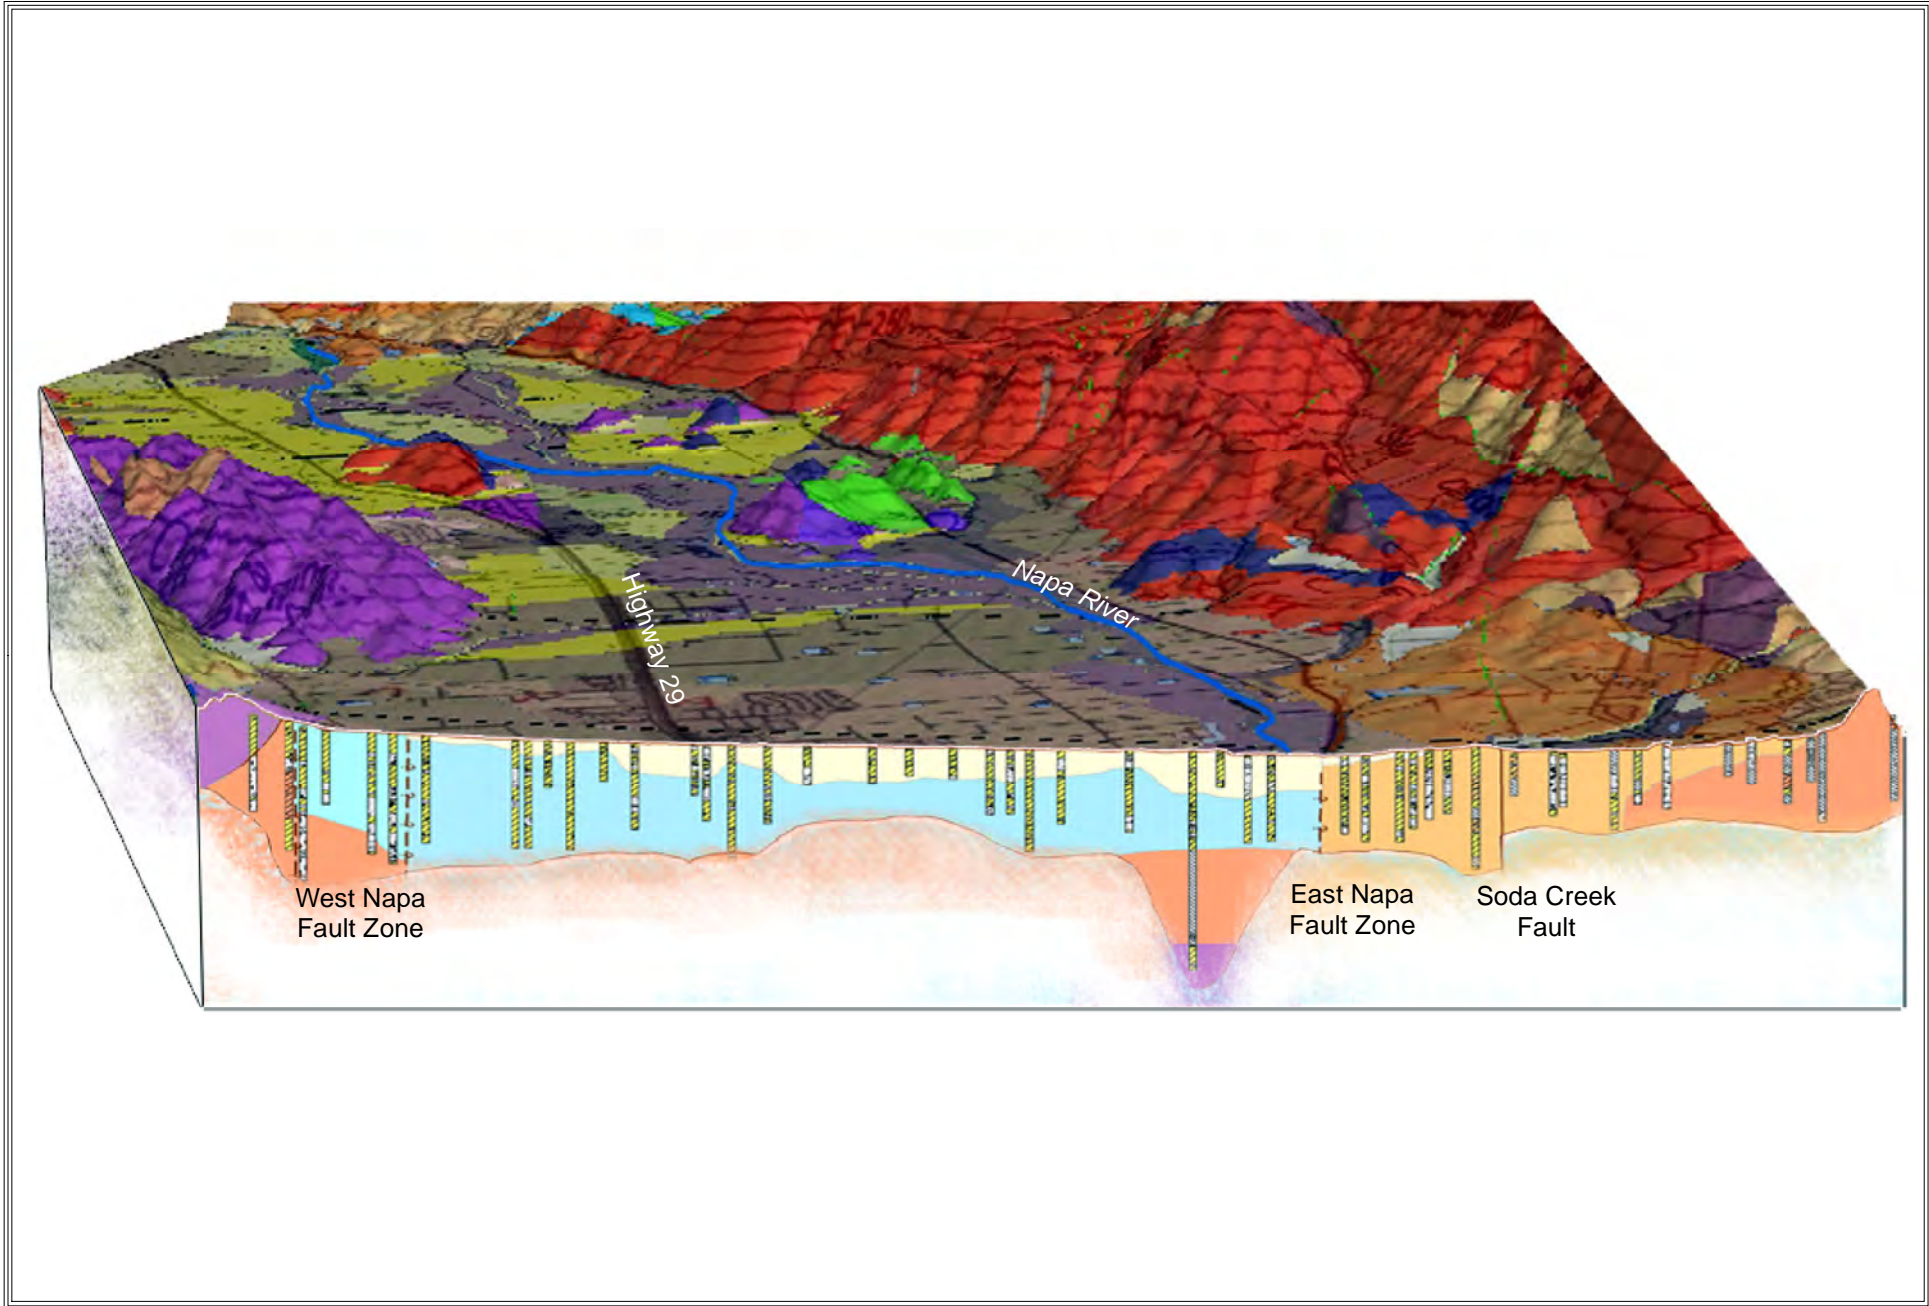 Highway 29
Napa River
West Napa
Fault Zone
East Napa
Fault Zone
Soda Creek
Fault